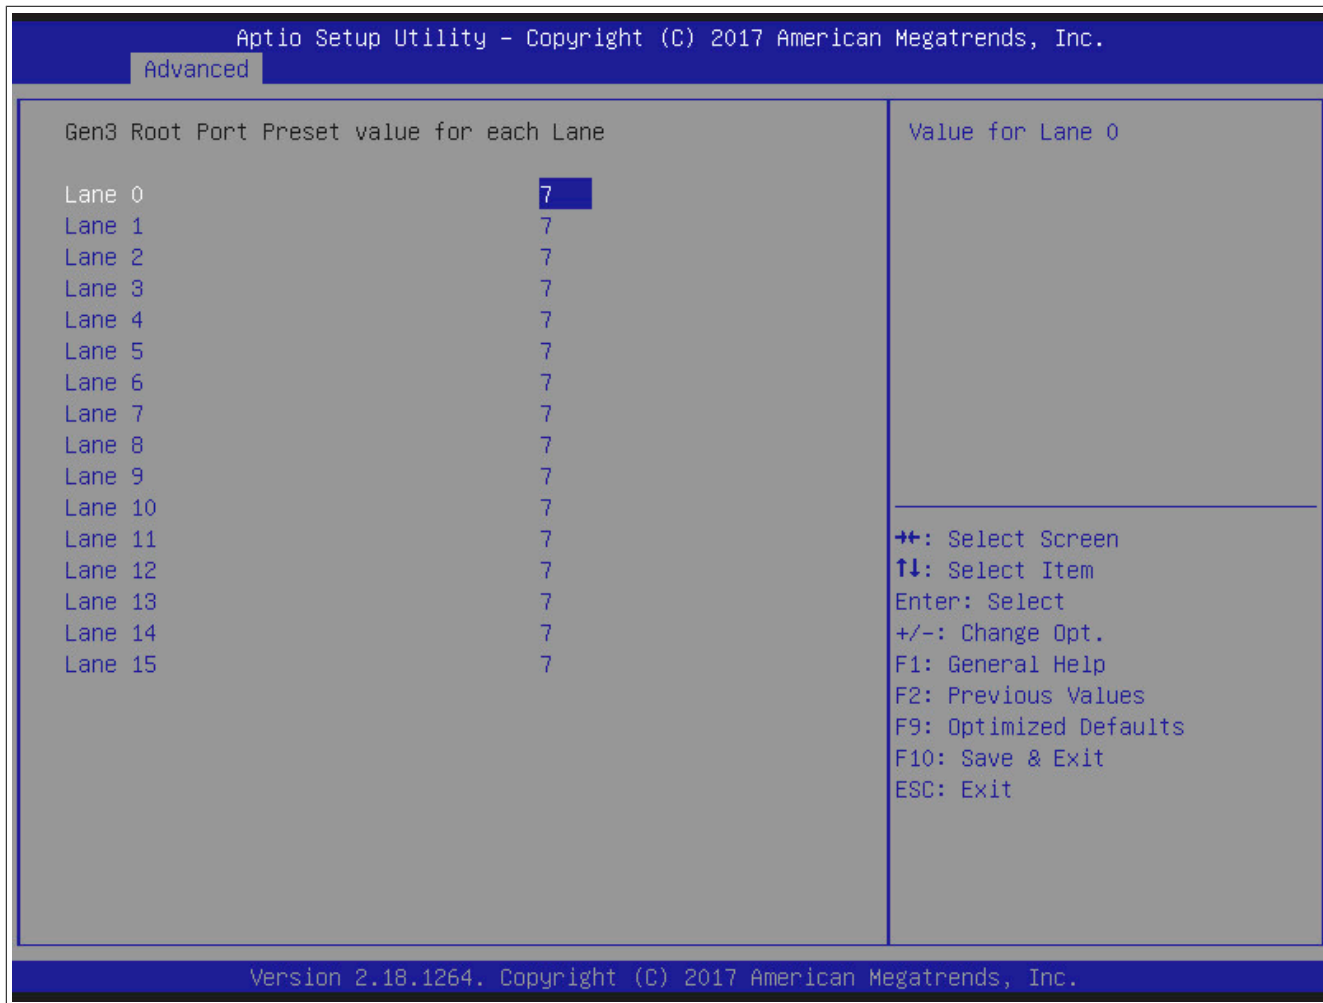 Aptio Setup Utility – Copyright (C) 2017 American Megatrends, Inc.
Advanced
Gen3 Root Port Preset value for each Lane
Lane 0 7
Lane 1 7
Lane 2 7
Lane 3 7
Lane 4 7
Lane 5 7
Lane 6 7
Lane 7 7
Lane 8 7
Lane 9 7
Lane 10 7
Lane 11 7
Lane 12 7
Lane 13 7
Lane 14 7
Lane 15 7
Value for Lane 0
→←: Select Screen
↑↓: Select Item
Enter: Select
+/-: Change Opt.
F1: General Help
F2: Previous Values
F9: Optimized Defaults
F10: Save & Exit
ESC: Exit
Version 2.18.1264. Copyright (C) 2017 American Megatrends, Inc.